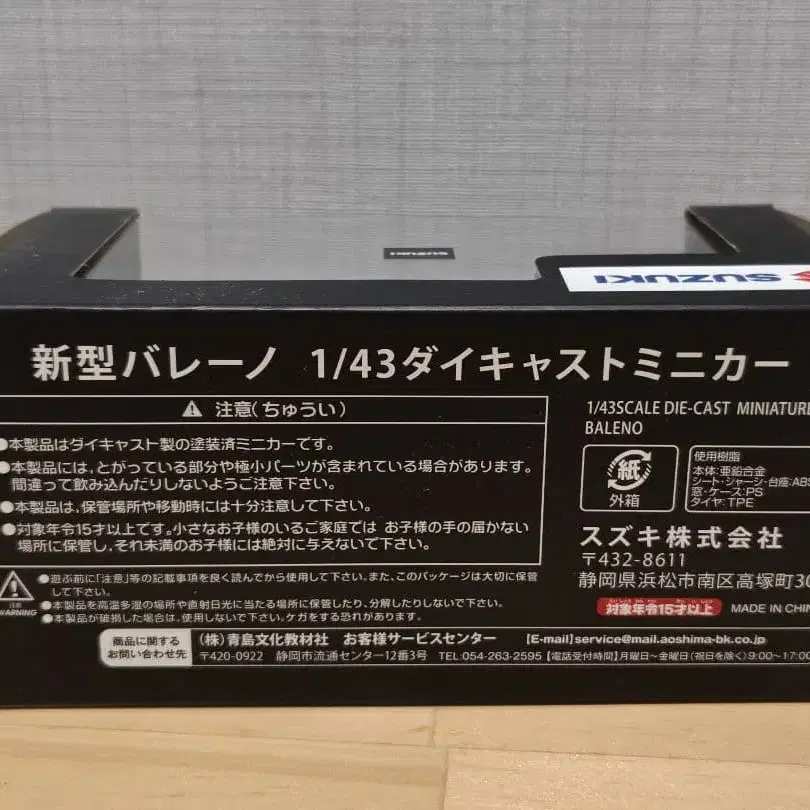 SUZUKI
SUZUKI
新型バレーノ 1/43ダイキャストミニカー
⚠ 注意(ちゅうい)
●本製品はダイキャスト製の塗装済ミニカーです。
●本製品には、とがっている部分や極小パーツが含まれている場合があります。
間違って飲み込んだりしないようご注意下さい。
●本製品は、保管場所や移動時には十分注意して下さい。
●対象年令15才以上です。小さなお子様のいるご家庭では お子様の手の届かない
場所に保管し、それ未満のお子様には絶対に与えないで下さい。
1/43SCALE DIE-CAST MINIATURE
BALENO
紙
外箱
使用樹脂
本体:亜鉛合金
シート・シャーシ・台座:ABS
窓・ケース:PS
タイヤ:TPE
スズキ株式会社
〒432-8611
静岡県浜松市南区高塚町30
対象年令15才以上
MADE IN CHIN
注意
WARNING
●遊ぶ前に「注意」等の記載事項を良く読んでから使用して下さい。また、このパッケージは大切に保管
して下さい。
●本製品を高温多湿の場所や直射日光に当たる場所に保管したり、分解したりしないで下さい。
●本製品が破損した場合は、使用しないで下さい。ケガをする恐れがあります。
商品に関する
お問い合わせ先
(株)青島文化教材社 お客様サービスセンター 【E-mail】service@mail.aoshima-bk.co.jp
〒420-0922 静岡市流通センター12番3号 TEL:054-263-2595 【電話受付時間】月曜日~金曜日(祝日を除く)9:00~17:00